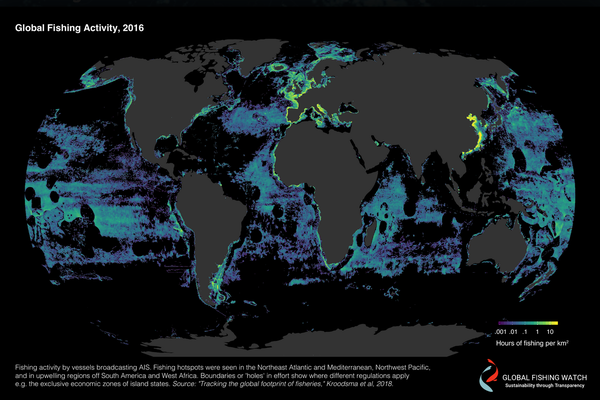 Global Fishing Activity, 2016
.001 .01 .1 1 10
Hours of fishing per km²
Fishing activity by vessels broadcasting AIS. Fishing hotspots were seen in the Northeast Atlantic and Mediterranean, Northwest Pacific,
and in upwelling regions off South America and West Africa. Boundaries or 'holes' in effort show where different regulations apply
e.g. the exclusive economic zones of island states. Source: "Tracking the global footprint of fisheries," Kroodsma et al, 2018.
GLOBAL FISHING WATCH
Sustainability through Transparency